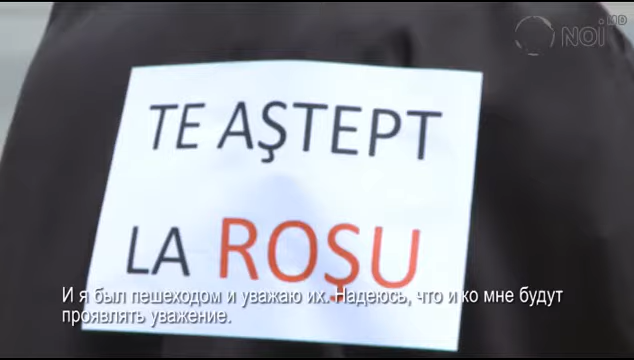 NOI.MD
TE AŞTEPT
LA ROŞU
И я был пешеходом и уважаю их. Надеюсь, что и ко мне будут
проявлять уважение.